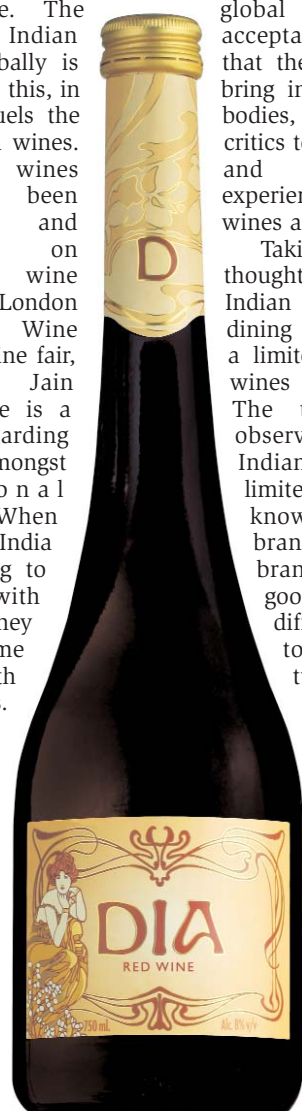 The
Indian
bally is
this, in
uels the
wines.
wines
been
and
on
wine
London
Wine
ine fair,
Jain
e is a
arding
mongst
o n a l
When
India
g to
with
hey
me
th
s.
global
accepta
that the
bring in
bodies,
critics to
and
experien
wines a
Taki
thought
Indian
dining
a limite
wines
The t
observ
Indian
limite
know
bran
bran
goo
diff
to
D
DIA
RED WINE
750 mL Alc. 8% v/v